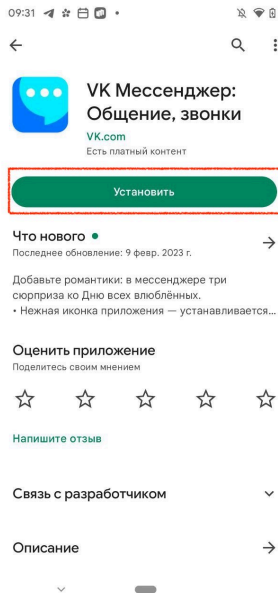 09:31
VK Мессенджер:
Общение, звонки
VK.com
Есть платный контент
Установить
Что нового
Последнее обновление: 9 февр. 2023 г.
Добавьте романтики: в мессенджере три
сюрприза ко Дню всех влюблённых.
• Нежная иконка приложения — устанавливается...
Оценить приложение
Поделитесь своим мнением
Напишите отзыв
Связь с разработчиком
Описание